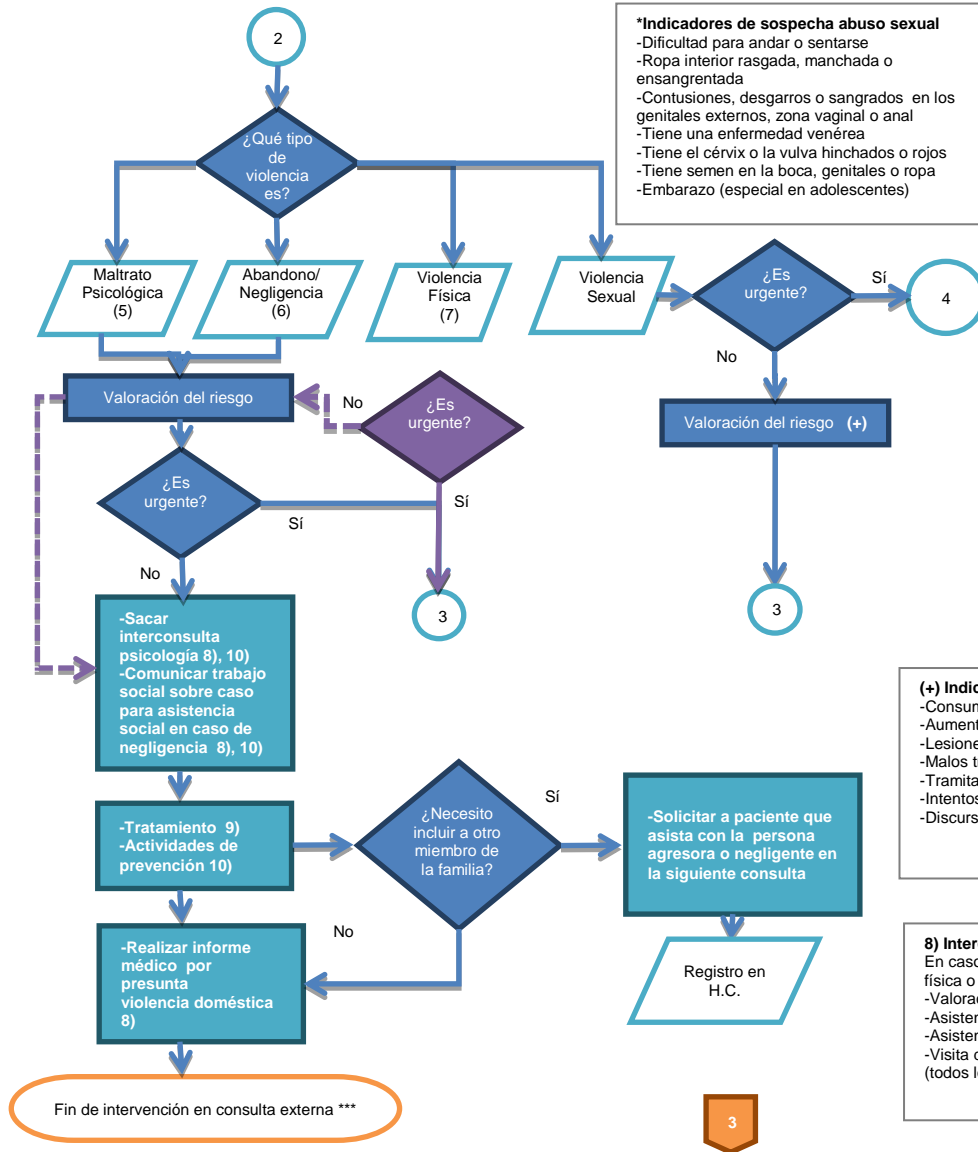 2
¿Qué tipo
de
violencia
es?
*Indicadores de sospecha abuso sexual
-Dificultad para andar o sentarse
-Ropa interior rasgada, manchada o
ensangrentada
-Contusiones, desgarros o sangrados en los
genitales externos, zona vaginal o anal
-Tiene una enfermedad venérea
-Tiene el cérvix o la vulva hinchados o rojos
-Tiene semen en la boca, genitales o ropa
-Embarazo (especial en adolescentes)
Maltrato
Psicológica
(5)
Abandono/
Negligencia
(6)
Violencia
Física
(7)
Violencia
Sexual
¿Es
urgente?
Sí
4
No
Valoración del riesgo
No
¿Es
urgente?
Valoración del riesgo (+)
¿Es
urgente?
Sí
Sí
No
3
3
-Sacar
interconsulta
psicología 8), 10)
-Comunicar trabajo
social sobre caso
para asistencia
social en caso de
negligencia 8), 10)
(+) Indic
-Consum
-Aument
-Lesione
-Malos t
-Tramita
-Intentos
-Discurs
-Tratamiento 9)
-Actividades de
prevención 10)
¿Necesito
incluir a otro
miembro de
la familia?
Sí
-Solicitar a paciente que
asista con la persona
agresora o negligente en
la siguiente consulta
No
-Realizar informe
médico por
presunta
violencia doméstica
8)
Registro en
H.C.
8) Inter
En caso
física o
-Valorac
-Asisten
-Asisten
-Visita
(todos
Fin de intervención en consulta externa ***
3